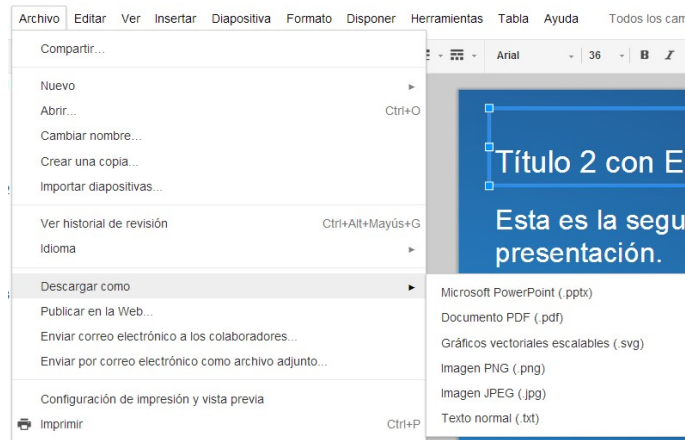 Archivo Editar Ver Insertar Diapositiva Formato Disponer Herramientas Tabla Ayuda Todos los cam
Compartir...
Arial 36 B I
Nuevo
Abrir... Ctrl+O
Cambiar nombre...
Crear una copia...
Importar diapositivas...
Ver historial de revisión Ctrl+Alt+Mayús+G
Idioma
Descargar como
Publicar en la Web...
Enviar correo electrónico a los colaboradores...
Enviar por correo electrónico como archivo adjunto...
Configuración de impresión y vista previa
Imprimir Ctrl+P
Título 2 con E
Esta es la segu
presentación.
Microsoft PowerPoint (.pptx)
Documento PDF (.pdf)
Gráficos vectoriales escalables (.svg)
Imagen PNG (.png)
Imagen JPEG (.jpg)
Texto normal (.txt)